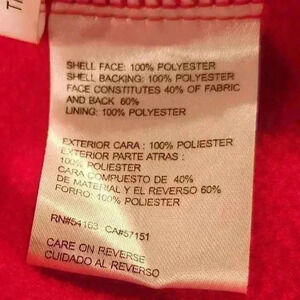 SHELL FACE: 100% POLYESTER
SHELL BACKING: 100% POLYESTER
FACE CONSTITUTES 40% OF FABRIC
AND BACK 60%
LINING: 100% POLYESTER
EXTERIOR CARA : 100% POLIESTER
EXTERIOR PARTE ATRAS :
100% POLIESTER
CARA COMPUESTO DE 40%
DE MATERIAL Y EL REVERSO 60%
FORRO: 100% POLIESTER
RN#54163 CA#57151
CARE ON REVERSE
CUIDADO AL REVERSO